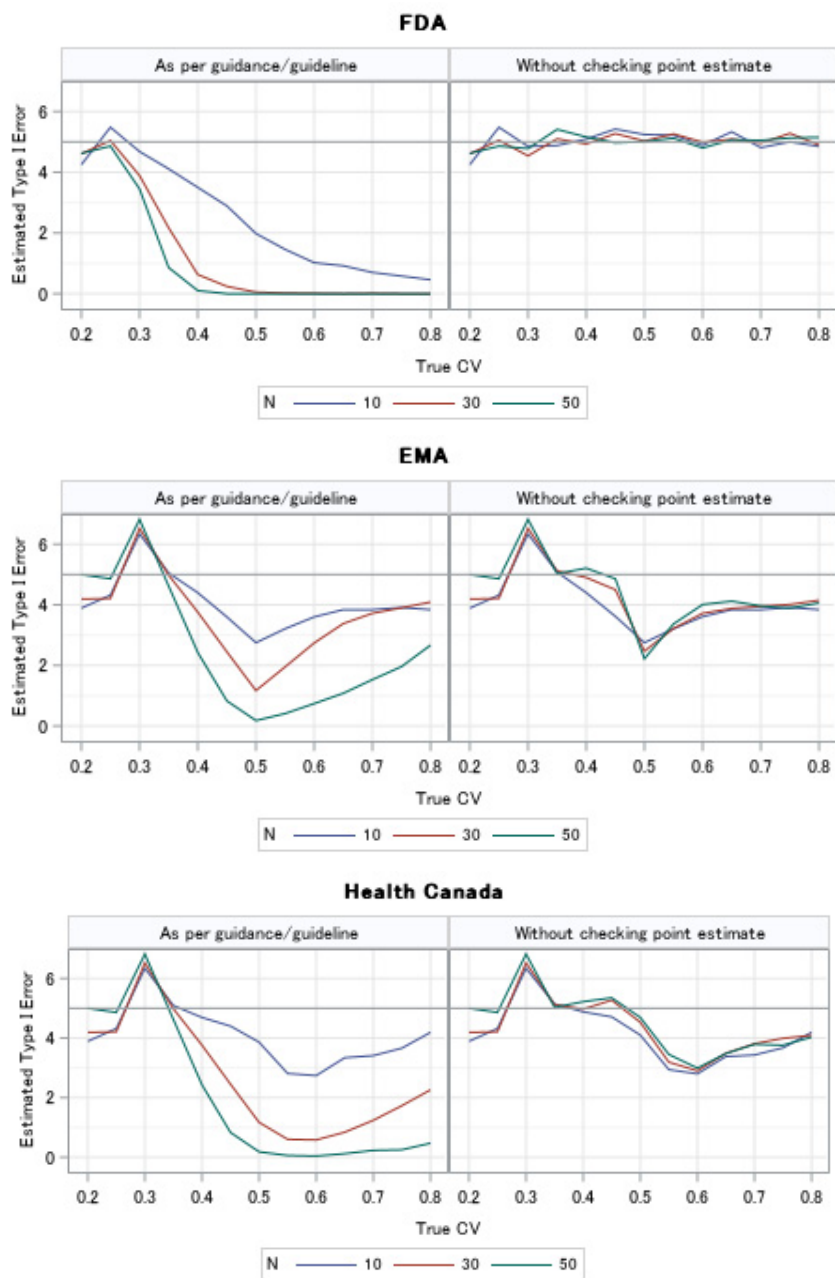 FDA
As per guidance/guideline Without checking point estimate
Estimated Type I Error
6
4
2
0
0.2 0.3 0.4 0.5 0.6 0.7 0.8 0.2 0.3 0.4 0.5 0.6 0.7 0.8
True CV
N 10 30 50
EMA
As per guidance/guideline Without checking point estimate
Estimated Type I Error
6
4
2
0
0.2 0.3 0.4 0.5 0.6 0.7 0.8 0.2 0.3 0.4 0.5 0.6 0.7 0.8
True CV
N 10 30 50
Health Canada
As per guidance/guideline Without checking point estimate
Estimated Type I Error
6
4
2
0
0.2 0.3 0.4 0.5 0.6 0.7 0.8 0.2 0.3 0.4 0.5 0.6 0.7 0.8
True CV
N 10 30 50